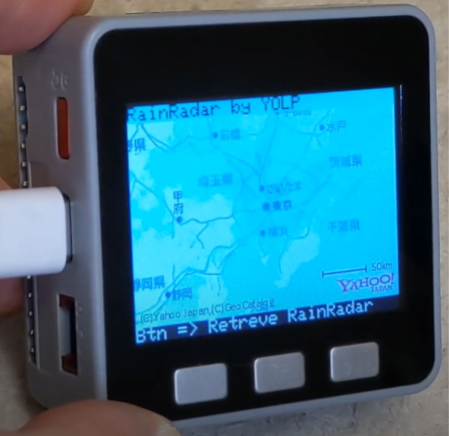 RainRadar by YOLP
水戸
前橋
茨城県
埼玉県
さいたま
甲府
東京
横浜
千葉県
静岡県
静岡
50km
YAHOO!
JAPAN
(C)Yahoo Japan,(C)GeoCatalog
Btn => Retreve RainRadar